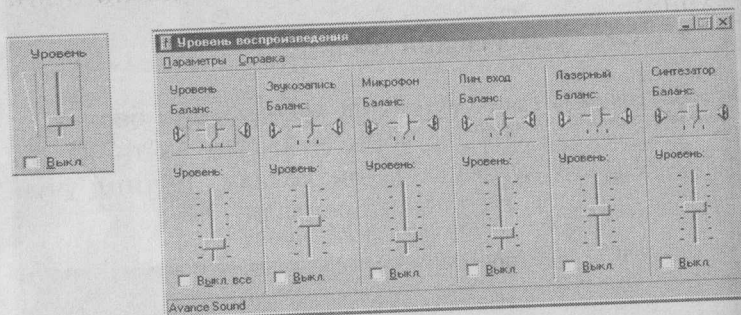 Уровень
Выкл.
Уровень воспроизведения
Параметры Справка
Уровень Звукозапись Микрофон Лин. вход Лазерный Синтезатор
Баланс: Баланс: Баланс: Баланс: Баланс: Баланс:
Уровень: Уровень: Уровень: Уровень: Уровень: Уровень:
Выкл. все Выкл. Выкл. Выкл. Выкл. Выкл.
Avance Sound